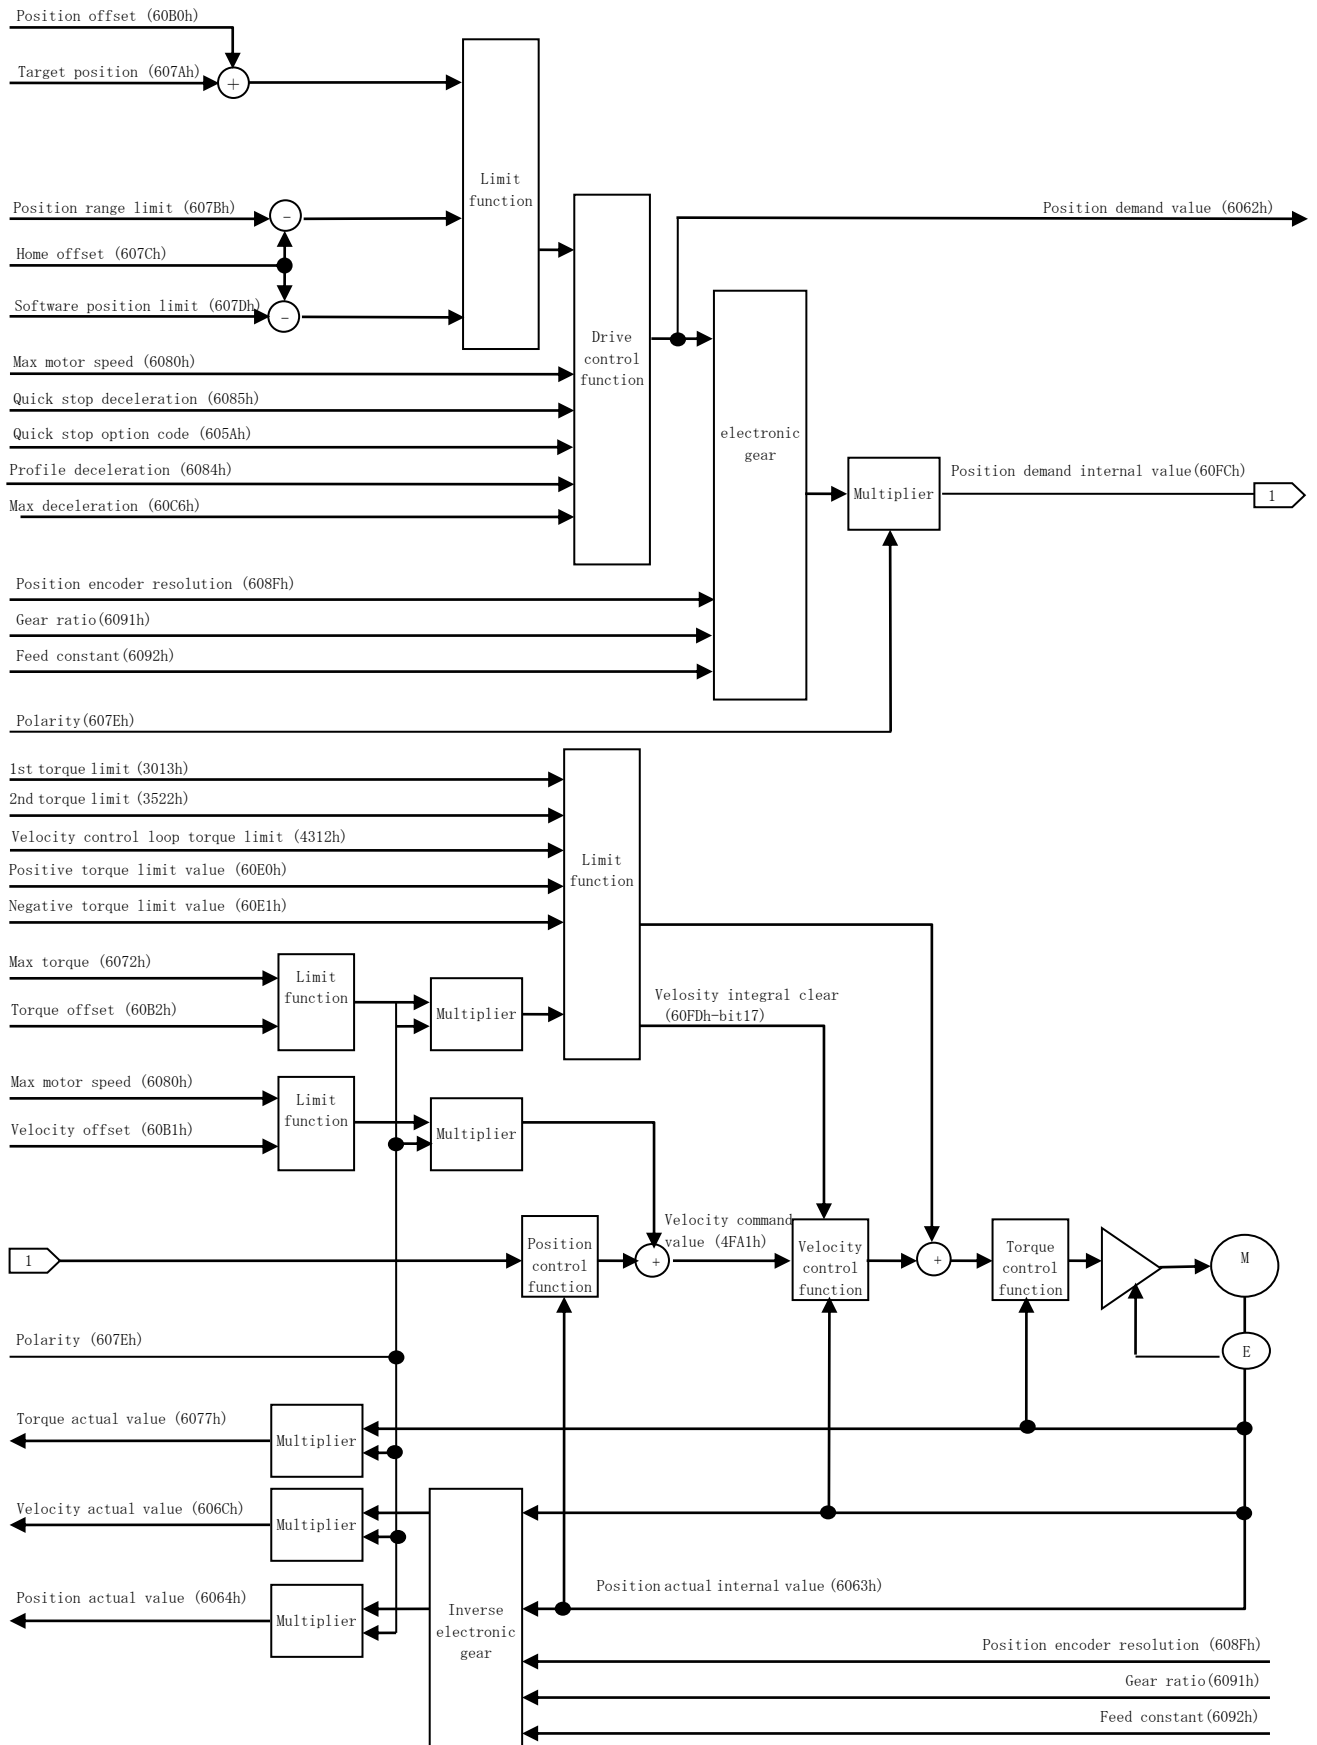 Position offset (60B0h)
Target position (607Ah)
+
Limit
function
Position range limit (607Bh)
-
Position demand value (6062h)
Home offset (607Ch)
Software position limit (607Dh)
-
Drive
control
function
Max motor speed (6080h)
Quick stop deceleration (6085h)
Quick stop option code (605Ah)
Profile deceleration (6084h)
Max deceleration (60C6h)
electronic
gear
Multiplier
Position demand internal value(60FCh)
1
Position encoder resolution (608Fh)
Gear ratio(6091h)
Feed constant(6092h)
Polarity(607Eh)
1st torque limit (3013h)
2nd torque limit (3522h)
Velocity control loop torque limit (4312h)
Positive torque limit value (60E0h)
Negative torque limit value (60E1h)
Limit
function
Max torque (6072h)
Torque offset (60B2h)
Limit
function
Multiplier
Velosity integral clear
(60FDh-bit17)
Max motor speed (6080h)
Velocity offset (60B1h)
Limit
function
Multiplier
1
Position
control
function
+
Velocity command
value (4FA1h)
Velocity
control
function
+
Torque
control
function
M
E
Polarity (607Eh)
Torque actual value (6077h)
Multiplier
Velocity actual value (606Ch)
Multiplier
Position actual value (6064h)
Multiplier
Inverse
electronic
gear
Position actual internal value (6063h)
Position encoder resolution (608Fh)
Gear ratio(6091h)
Feed constant(6092h)